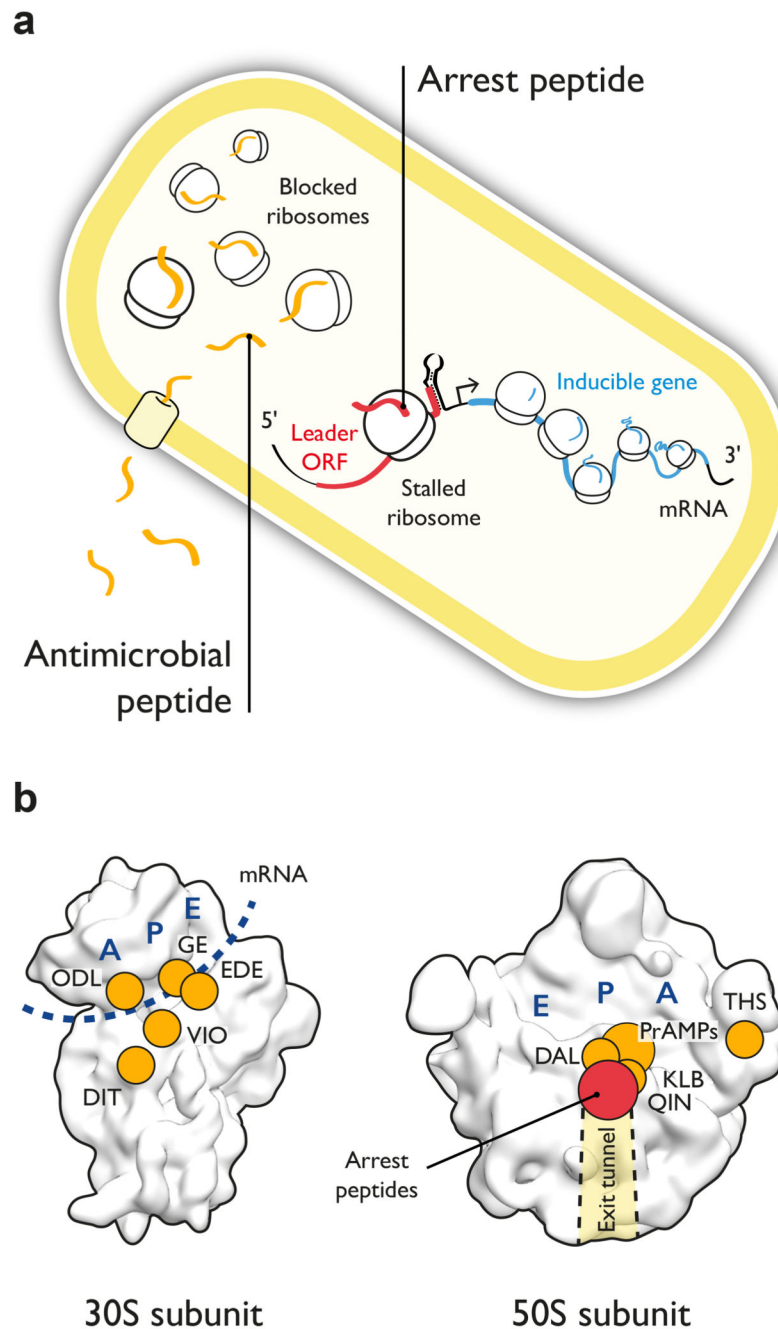 a
Arrest peptide
Blocked
ribosomes
Inducible gene
5'
Leader
ORF
3'
Stalled
ribosome
mRNA
Antimicrobial
peptide
b
mRNA
E
P
A
GE
ODL
EDE
VIO
DIT
E
P
A
THS
PrAMPs
DAL
KLB
QIN
Arrest
peptides
Exit tunnel
30S subunit
50S subunit